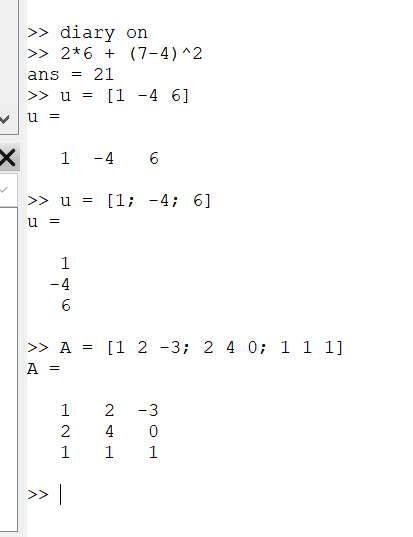 >> diary on
>> 2*6 + (7-4)^2
ans = 21
>> u = [1 -4 6]
u =
1 -4 6
>> u = [1; -4; 6]
u =
1
-4
6
>> A = [1 2 -3; 2 4 0; 1 1 1]
A =
1 2 -3
2 4 0
1 1 1
>>